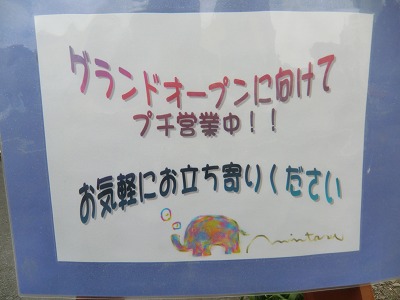 グランドオープンに向けて
プチ営業中！！
お気軽にお立ち寄りください